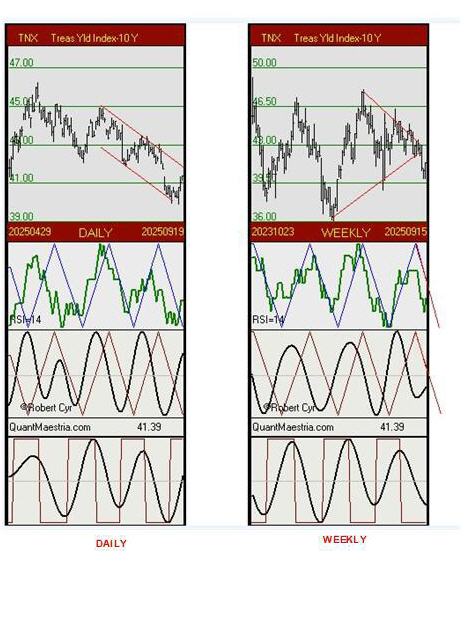 TNX Treas Yld Index-10 Y
47.00
45.00
43.00
41.00
39.00
20250429 DAILY 20250919
RSI=14
©Robert Cyr
QuantMaestria.com 41.39
DAILY
TNX Treas Yld Index-10 Y
50.00
46.50
43.00
39.50
36.00
20231023 WEEKLY 20250915
RSI=14
©Robert Cyr
QuantMaestria.com 41.39
WEEKLY